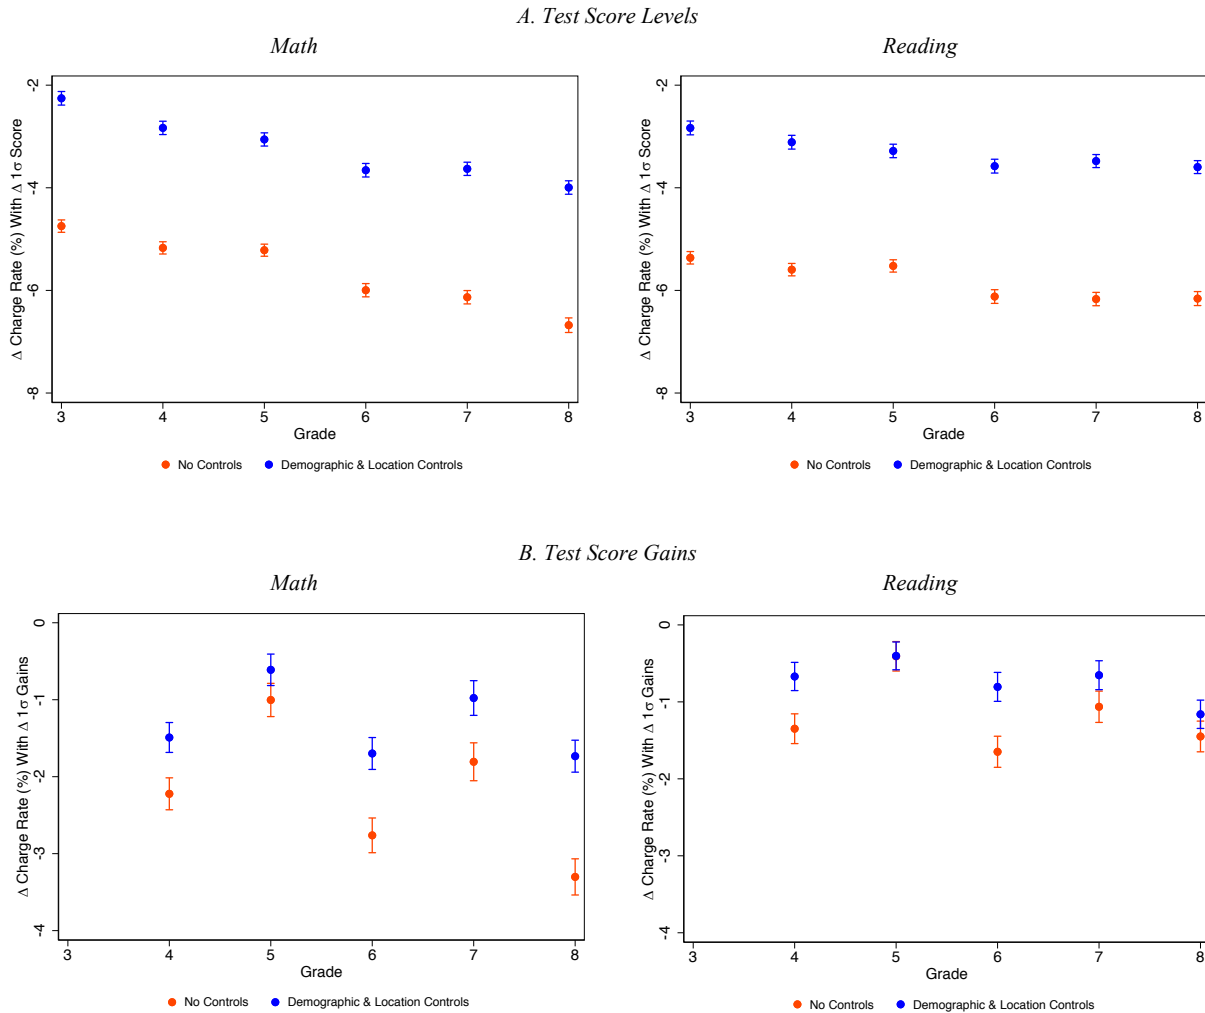 A. Test Score Levels
Math
Δ Charge Rate (%) With Δ 1σ Score
-2
-4
-6
-8
3 4 5 6 7 8
Grade
No Controls Demographic & Location Controls
Reading
Δ Charge Rate (%) With Δ 1σ Score
-2
-4
-6
-8
3 4 5 6 7 8
Grade
No Controls Demographic & Location Controls
B. Test Score Gains
Math
Δ Charge Rate (%) With Δ 1σ Gains
0
-1
-2
-3
-4
3 4 5 6 7 8
Grade
No Controls Demographic & Location Controls
Reading
Δ Charge Rate (%) With Δ 1σ Gains
0
-1
-2
-3
-4
3 4 5 6 7 8
Grade
No Controls Demographic & Location Controls